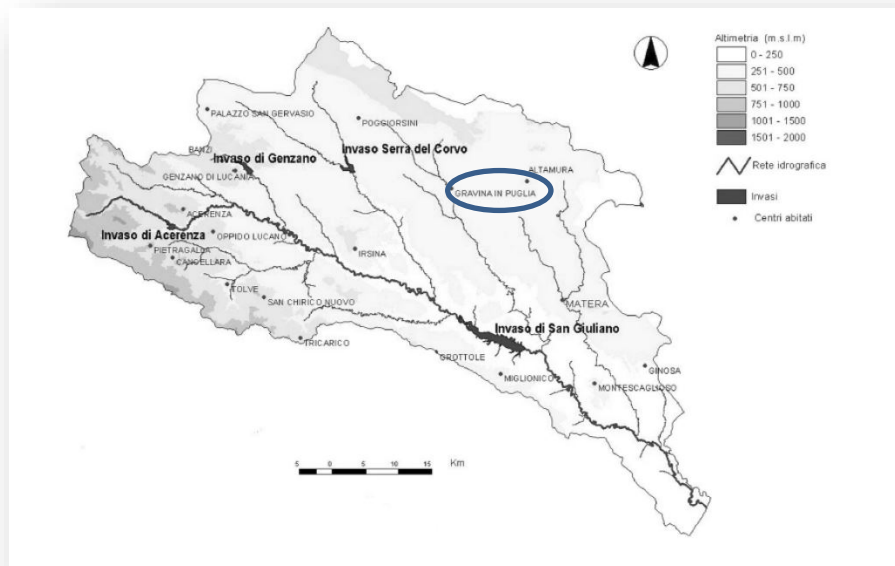 Altimetria (m.s.l.m)
0 - 250
251 - 500
501 - 750
751 - 1000
1001 - 1500
1501 - 2000
Rete idrografica
Invasi
Centri abitati
PALAZZO SAN GERVASIO
POGGIORSINI
BANZI
Invaso di Genzano
Invaso Serra del Corvo
GENZANO DI LUCANIA
ALTAMURA
GRAVINA IN PUGLIA
ACERENZA
Invaso di Acerenza
OPPIDO LUCANO
PIETRAGALLA
CANCELLARA
IRSINA
TOLVE
SAN CHIRICO NUOVO
MATERA
Invaso di San Giuliano
TRICARICO
GROTTOLE
MIGLIONICO
GINOSA
MONTESCAGLIOSO
5 0 5 10 15 Km